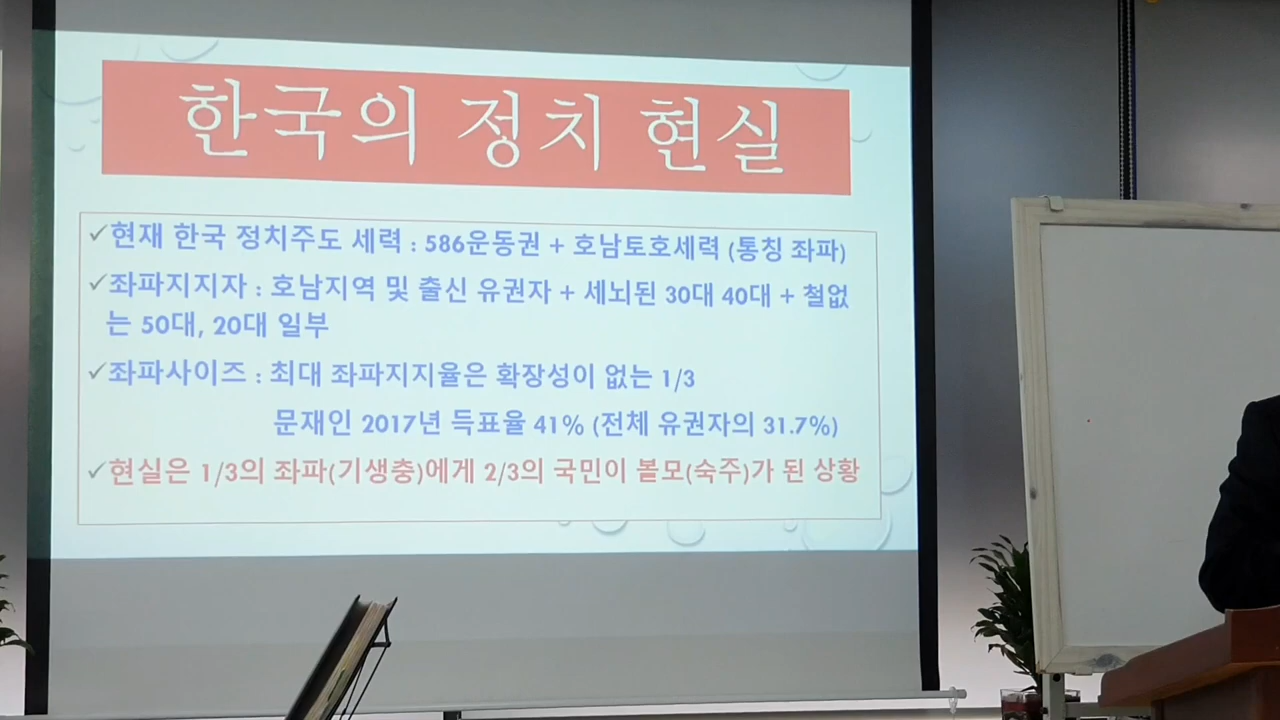 한국의 정치 현실
✓현재 한국 정치주도 세력 : 586운동권 + 호남토호세력 (통칭 좌파)
✓좌파지지자 : 호남지역 및 출신 유권자 + 세뇌된 30대 40대 + 철없
는 50대, 20대 일부
✓좌파사이즈 : 최대 좌파지지율은 확장성이 없는 1/3
문재인 2017년 득표율 41% (전체 유권자의 31.7%)
✓현실은 1/3의 좌파(기생충)에게 2/3의 국민이 볼모(숙주)가 된 상황